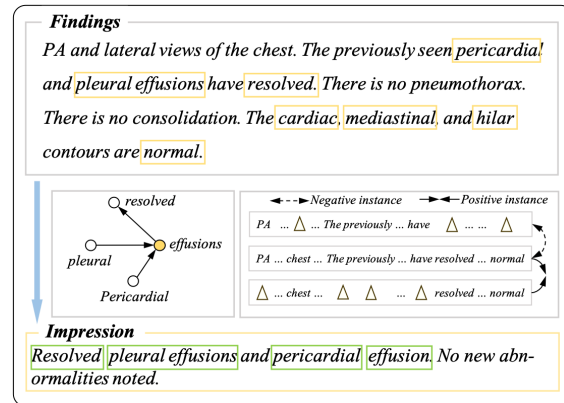 Findings
PA and lateral views of the chest. The previously seen pericardial
and pleural effusions have resolved. There is no pneumothorax.
There is no consolidation. The cardiac, mediastinal, and hilar
contours are normal.
resolved
effusions
pleural
Pericardial
Negative instance Positive instance
PA ... ... The previously ... have ... ...
PA ... chest ... The previously ... have resolved ... normal
... chest ... ... resolved ... normal
Impression
Resolved pleural effusions and pericardial effusion. No new abn-
ormalities noted.